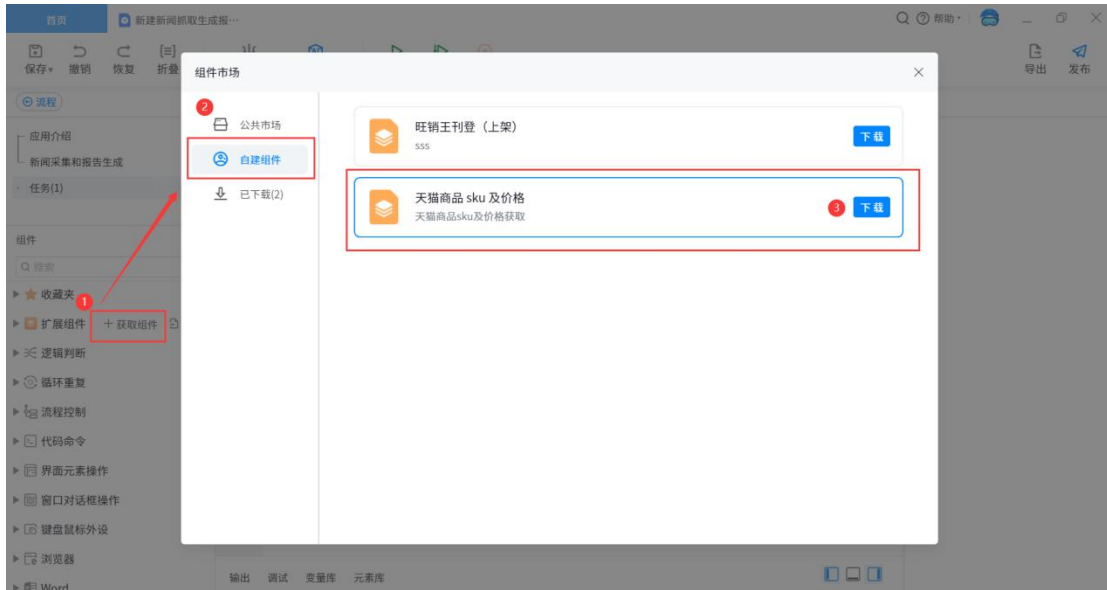 首页
新建新闻抓取生成报…
帮助
保存 撤销 恢复 折叠
导出 发布
组件市场
流程
2
公共市场
旺销王刊登（上架）
sss
下载
应用介绍
自建组件
新闻采集和报告生成
任务(1)
已下载(2)
天猫商品 sku 及价格
天猫商品sku及价格获取
3
下载
组件
搜索
收藏夹
1
扩展组件
获取组件
逻辑判断
循环重复
流程控制
代码命令
界面元素操作
窗口对话框操作
键盘鼠标外设
浏览器
Word
输出 调试 变量库 元素库